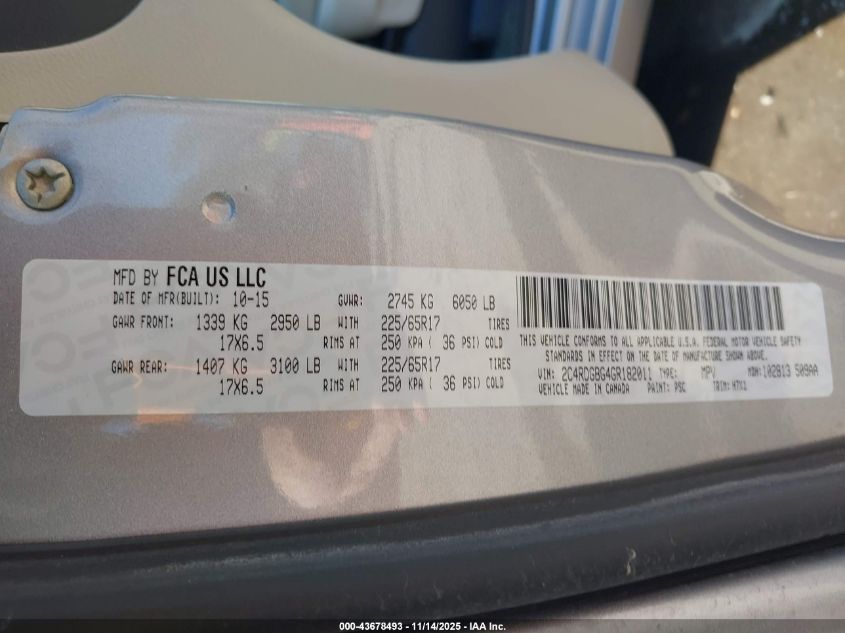 MFD BY FCA US LLC
DATE OF MFR(BUILT): 10-15 GVWR: 2745 KG 6050 LB
GAWR FRONT: 1339 KG 2950 LB WITH 225/65R17 TIRES
17X6.5 RIMS AT 250 KPA ( 36 PSI) COLD
GAWR REAR: 1407 KG 3100 LB WITH 225/65R17 TIRES
17X6.5 RIMS AT 250 KPA ( 36 PSI) COLD
THIS VEHICLE CONFORMS TO ALL APPLICABLE U.S.A. FEDERAL MOTOR VEHICLE SAFETY
STANDARDS IN EFFECT ON THE DATE OF MANUFACTURE SHOWN ABOVE.
VIN: 2C4RDGBG4GR182011 TYPE: MPV MDH: 102813 509AA
VEHICLE MADE IN CANADA PAINT: PSC TRIM:
000-43678493 - 11/14/2025 - IAA Inc.